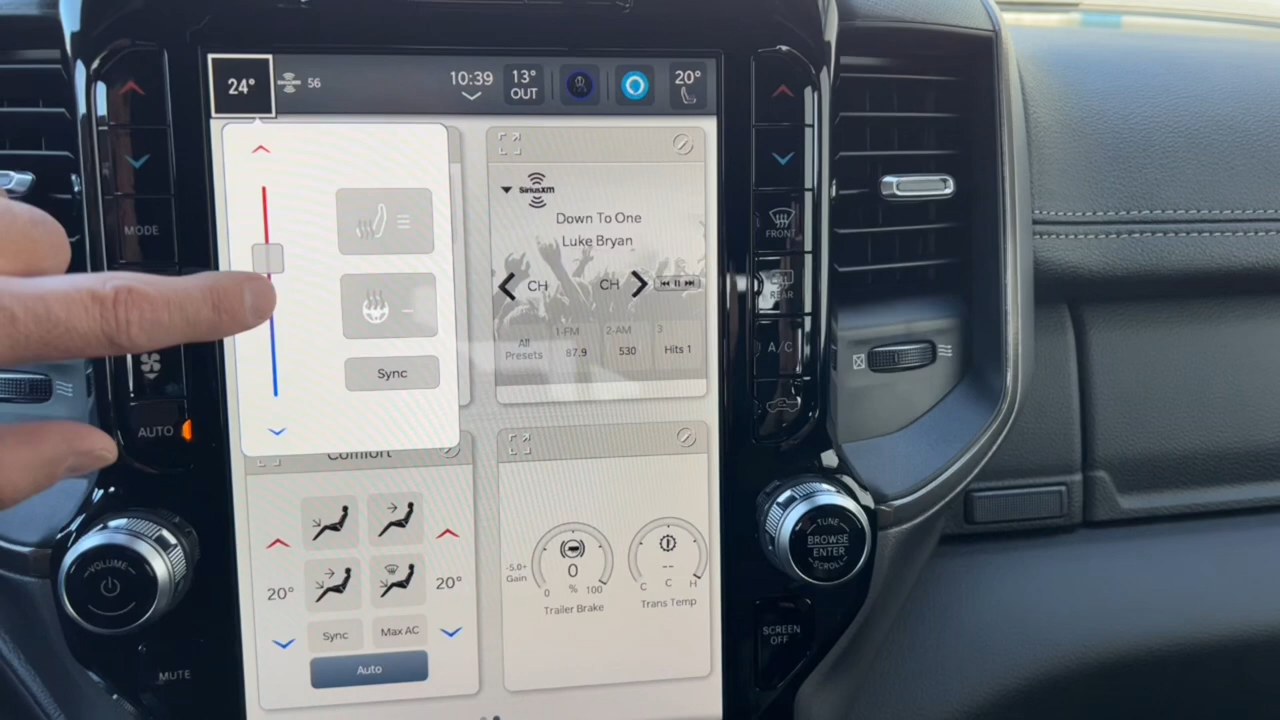 24°
SiriusXM
56
10:39
13°
OUT
20°
MODE
AUTO
VOLUME
MUTE
Sync
SiriusXM
Down To One
Luke Bryan
CH
CH
All
Presets
1-FM
87.9
2-AM
530
3
Hits 1
Comfort
20°
20°
Sync
Max AC
Auto
-5.0+
Gain
0
0 % 100
Trailer Brake
--
C C H
Trans Temp
FRONT
REAR
A/C
TUNE
BROWSE
ENTER
SCROLL
SCREEN
OFF